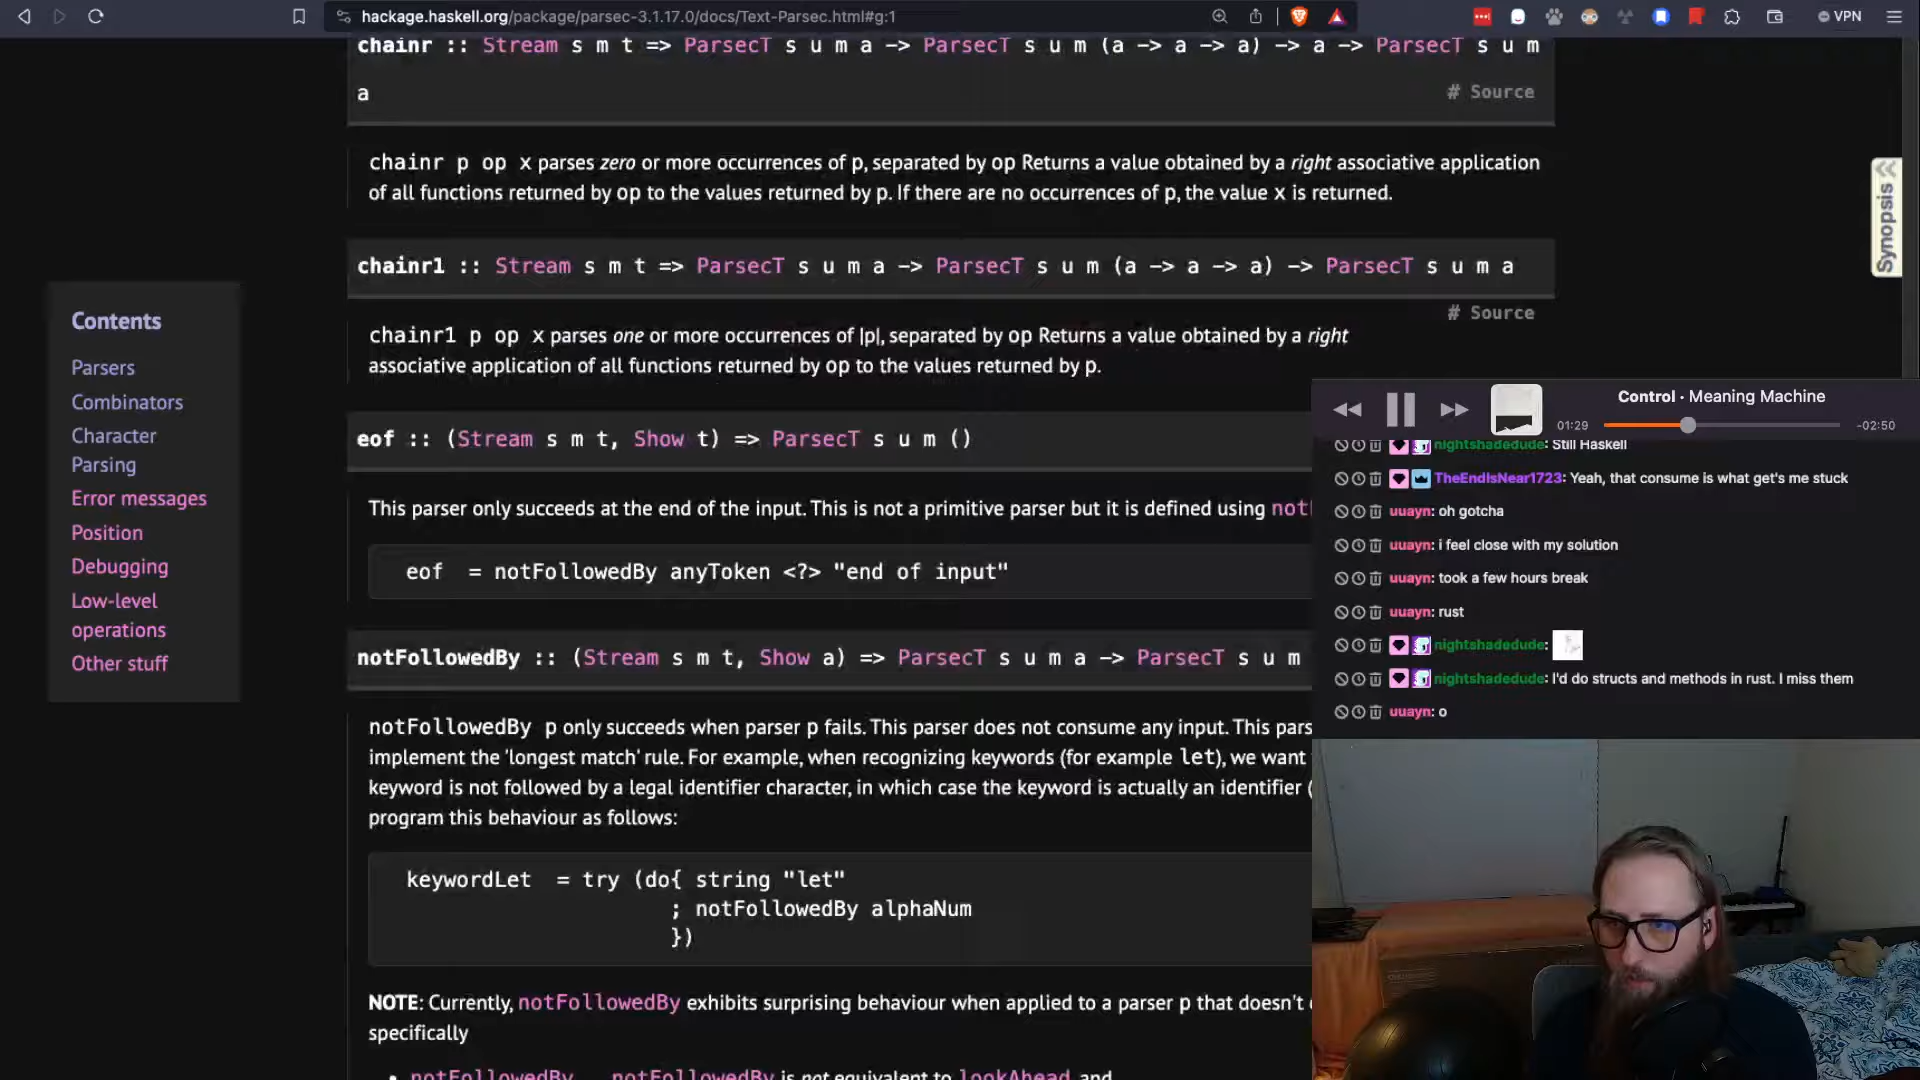 hackage.haskell.org/package/parsec-3.1.17.0/docs/Text-Parsec.html#g:1
VPN
chainr :: Stream s m t => ParsecT s u m a -> ParsecT s u m (a -> a -> a) -> a -> ParsecT s u m
a
# Source
chainr p op x parses zero or more occurrences of p, separated by op Returns a value obtained by a right associative application
of all functions returned by op to the values returned by p. If there are no occurrences of p, the value x is returned.
chainr1 :: Stream s m t => ParsecT s u m a -> ParsecT s u m (a -> a -> a) -> ParsecT s u m a
# Source
chainr1 p op x parses one or more occurrences of |p|, separated by op Returns a value obtained by a right
associative application of all functions returned by op to the values returned by p.
eof :: (Stream s m t, Show t) => ParsecT s u m ()
This parser only succeeds at the end of the input. This is not a primitive parser but it is defined using not
eof = notFollowedBy anyToken <?> "end of input"
notFollowedBy :: (Stream s m t, Show a) => ParsecT s u m a -> ParsecT s u m
notFollowedBy p only succeeds when parser p fails. This parser does not consume any input. This pars
implement the 'longest match' rule. For example, when recognizing keywords (for example let), we want
keyword is not followed by a legal identifier character, in which case the keyword is actually an identifier (
program this behaviour as follows:
keywordLet = try (do{ string "let"
; notFollowedBy alphaNum
})
NOTE: Currently, notFollowedBy exhibits surprising behaviour when applied to a parser p that doesn't
specifically
• notFollowedBy . notFollowedBy is not equivalent to lookAhead, and
Contents
Parsers
Combinators
Character
Parsing
Error messages
Position
Debugging
Low-level
operations
Other stuff
Synopsis
Control · Meaning Machine
01:29
-02:50
nightshadedude: Still Haskell
TheEndIsNear1723: Yeah, that consume is what get's me stuck
uuayn: oh gotcha
uuayn: i feel close with my solution
uuayn: took a few hours break
uuayn: rust
nightshadedude:
nightshadedude: I'd do structs and methods in rust. I miss them
uuayn: o